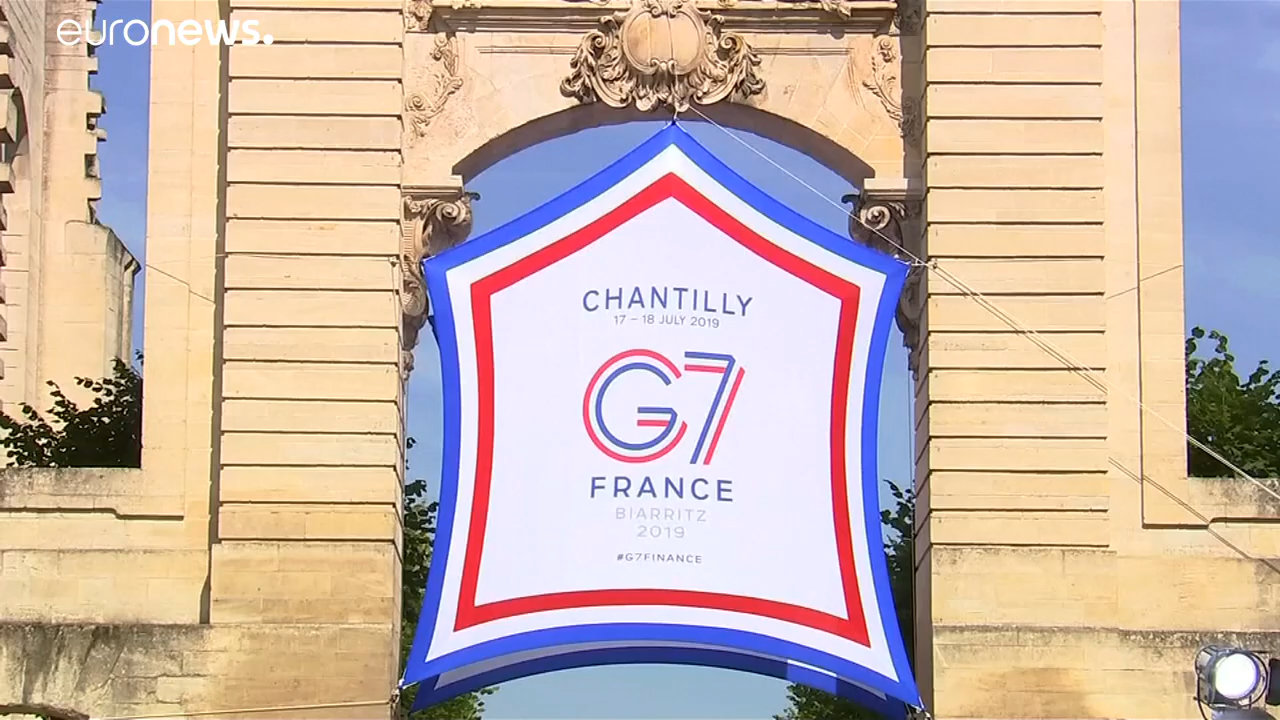 euronews.
CHANTILLY
17 – 18 JULY 2019
G7
FRANCE
BIARRITZ
2019
#G7FINANCE